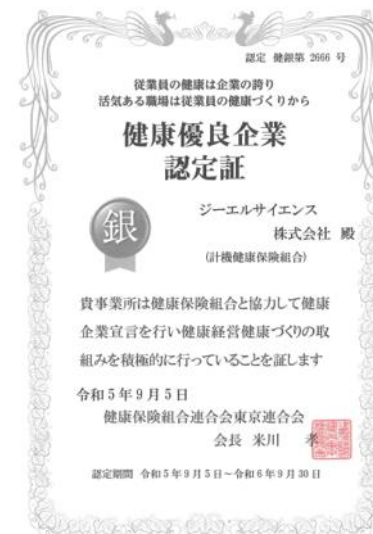 認定 健銀第 2666 号
従業員の健康は企業の誇り
活気ある職場は従業員の健康づくりから
健康優良企業
認定証
銀
ジーエルサイエンス
株式会社 殿
(計機健康保険組合)
貴事業所は健康保険組合と協力して健康
企業宣言を行い健康経営健康づくりの取
組みを積極的に行っていることを証します
令和5年9月5日
健康保険組合連合会東京連合会
会長 米川 孝
認定期間 令和5年9月5日~令和6年9月30日